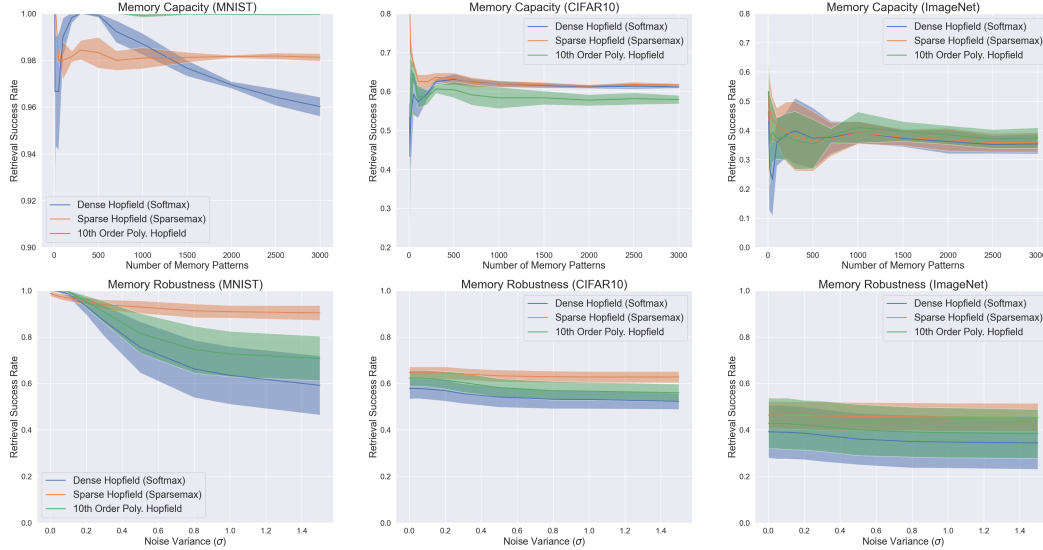 Memory Capacity (MNIST)
1.00
0.98
0.96
0.94
0.92
0.90
Retrieval Success Rate
Dense Hopfield (Softmax)
Sparse Hopfield (Sparsemax)
10th Order Poly. Hopfield
0 500 1000 1500 2000 2500 3000
Number of Memory Patterns
Memory Capacity (CIFAR10)
0.8
0.7
0.6
0.5
0.4
0.3
0.2
Retrieval Success Rate
Dense Hopfield (Softmax)
Sparse Hopfield (Sparsemax)
10th Order Poly. Hopfield
0 500 1000 1500 2000 2500 3000
Number of Memory Patterns
Memory Capacity (ImageNet)
0.8
0.7
0.6
0.5
0.4
0.3
0.2
0.1
0.0
Retrieval Success Rate
Dense Hopfield (Softmax)
Sparse Hopfield (Sparsemax)
10th Order Poly. Hopfield
0 500 1000 1500 2000 2500 3000
Number of Memory Patterns
Memory Robustness (MNIST)
1.0
0.8
0.6
0.4
0.2
0.0
Retrieval Success Rate
Dense Hopfield (Softmax)
Sparse Hopfield (Sparsemax)
10th Order Poly. Hopfield
0.0 0.2 0.4 0.6 0.8 1.0 1.2 1.4
Noise Variance (σ)
Memory Robustness (CIFAR10)
1.0
0.8
0.6
0.4
0.2
0.0
Retrieval Success Rate
Dense Hopfield (Softmax)
Sparse Hopfield (Sparsemax)
10th Order Poly. Hopfield
0.0 0.2 0.4 0.6 0.8 1.0 1.2 1.4
Noise Variance (σ)
Memory Robustness (ImageNet)
1.0
0.8
0.6
0.4
0.2
0.0
Retrieval Success Rate
Dense Hopfield (Softmax)
Sparse Hopfield (Sparsemax)
10th Order Poly. Hopfield
0.0 0.2 0.4 0.6 0.8 1.0 1.2 1.4
Noise Variance (σ)